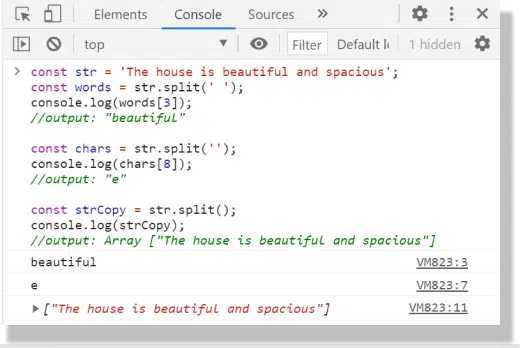 Elements Console Sources »
top Filter Default le 1 hidden
> const str = 'The house is beautiful and spacious';
const words = str.split(' ');
console.log(words[3]);
//output: "beautiful"
const chars = str.split('');
console.log(chars[8]);
//output: "e"
const strCopy = str.split();
console.log(strCopy);
//output: Array ["The house is beautiful and spacious"]
beautiful VM823:3
e VM823:7
▶["The house is beautiful and spacious"] VM823:11